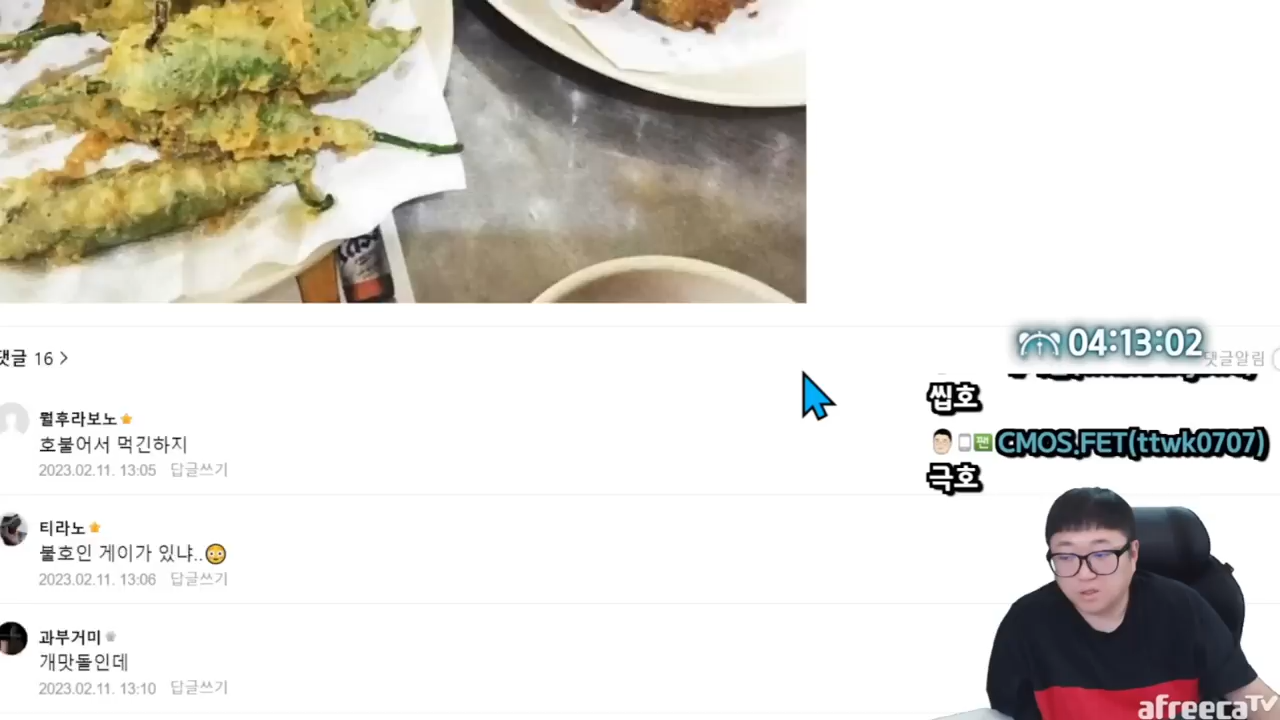 댓글 16 >
04:13:02
댓글알림
씹호
팬 CMOS.FET(ttwk0707)
극호
뭘후라보노
호불어서 먹긴하지
2023.02.11. 13:05 답글쓰기
티라노
불호인 게이가 있냐..😳
2023.02.11. 13:06 답글쓰기
과부거미
개맛돌인데
2023.02.11. 13:10 답글쓰기
afreecaTV